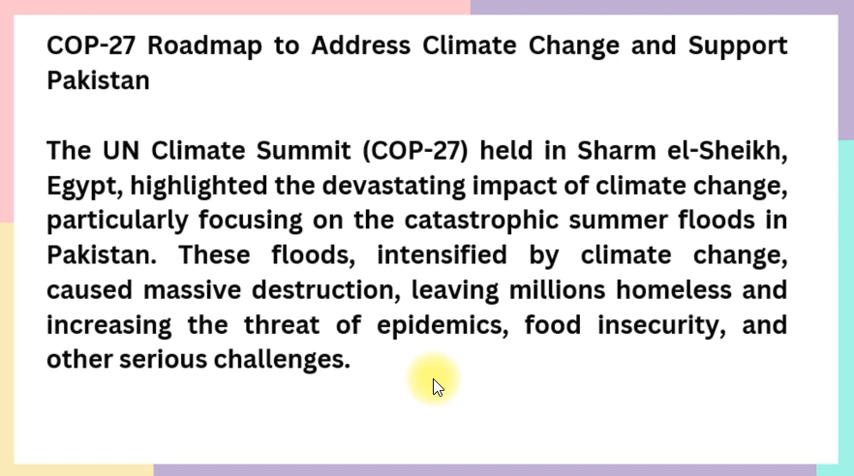 COP-27 Roadmap to Address Climate Change and Support
Pakistan
The UN Climate Summit (COP-27) held in Sharm el-Sheikh,
Egypt, highlighted the devastating impact of climate change,
particularly focusing on the catastrophic summer floods in
Pakistan. These floods, intensified by climate change,
caused massive destruction, leaving millions homeless and
increasing the threat of epidemics, food insecurity, and
other serious challenges.